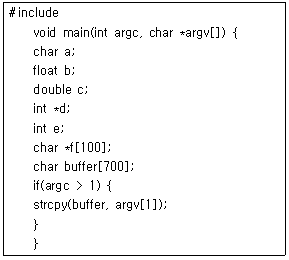 #include
void main(int argc, char *argv[]) {
char a;
float b;
double c;
int *d;
int e;
char *f[100];
char buffer[700];
if(argc > 1) {
strcpy(buffer, argv[1]);
}
}